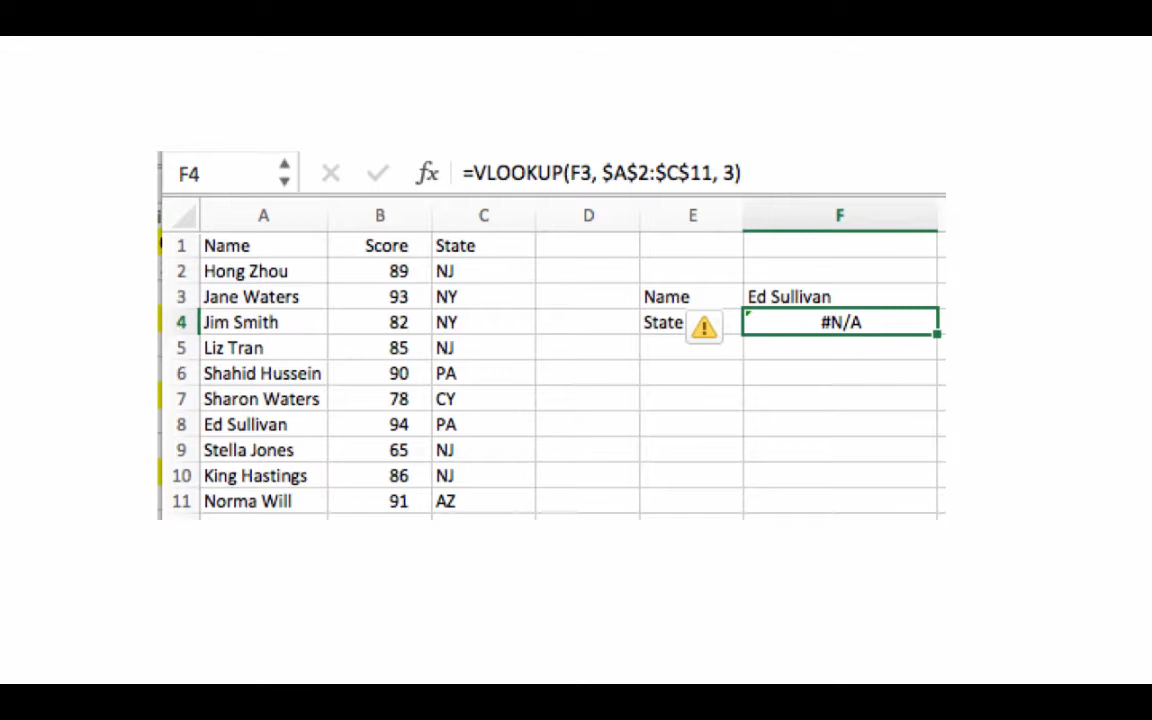 F4 fx =VLOOKUP(F3, $A$2:$C$11, 3)
A B C D E F
1 Name Score State
2 Hong Zhou 89 NJ
3 Jane Waters 93 NY Name Ed Sullivan
4 Jim Smith 82 NY State #N/A
5 Liz Tran 85 NJ
6 Shahid Hussein 90 PA
7 Sharon Waters 78 CY
8 Ed Sullivan 94 PA
9 Stella Jones 65 NJ
10 King Hastings 86 NJ
11 Norma Will 91 AZ